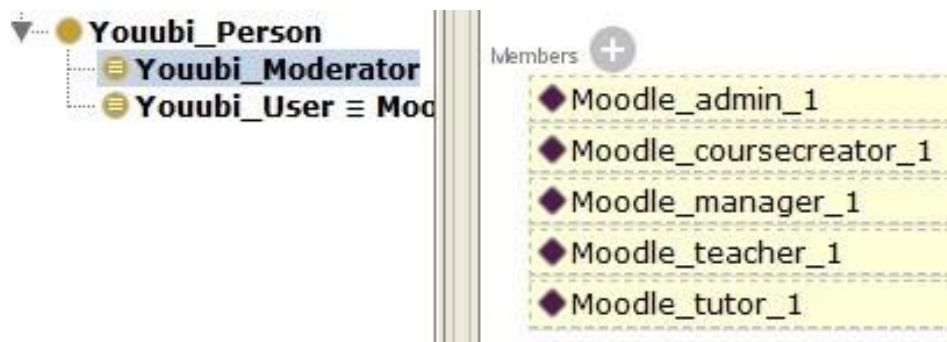 Youubi_Person
Youubi_Moderator
Youubi_User ≡ Moo
Members +
Moodle_admin_1
Moodle_coursecreator_1
Moodle_manager_1
Moodle_teacher_1
Moodle_tutor_1